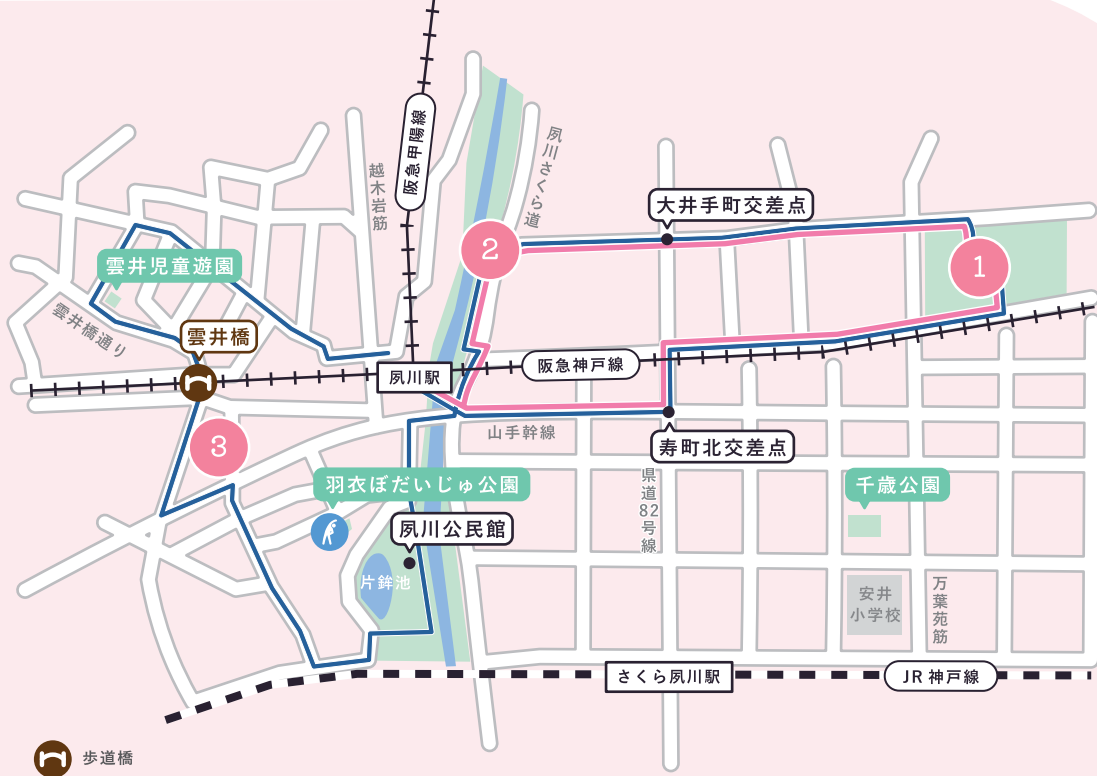 阪急甲陽線
夙川さくら道
越木岩筋
大井手町交差点
2
1
雲井児童遊園
雲井橋通り
雲井橋
夙川駅
阪急神戸線
3
山手幹線
寿町北交差点
羽衣ぼだいじゅ公園
県道82号線
千歳公園
夙川公民館
片鉾池
安井
小学校
万葉苑筋
さくら夙川駅
JR神戸線
歩道橋